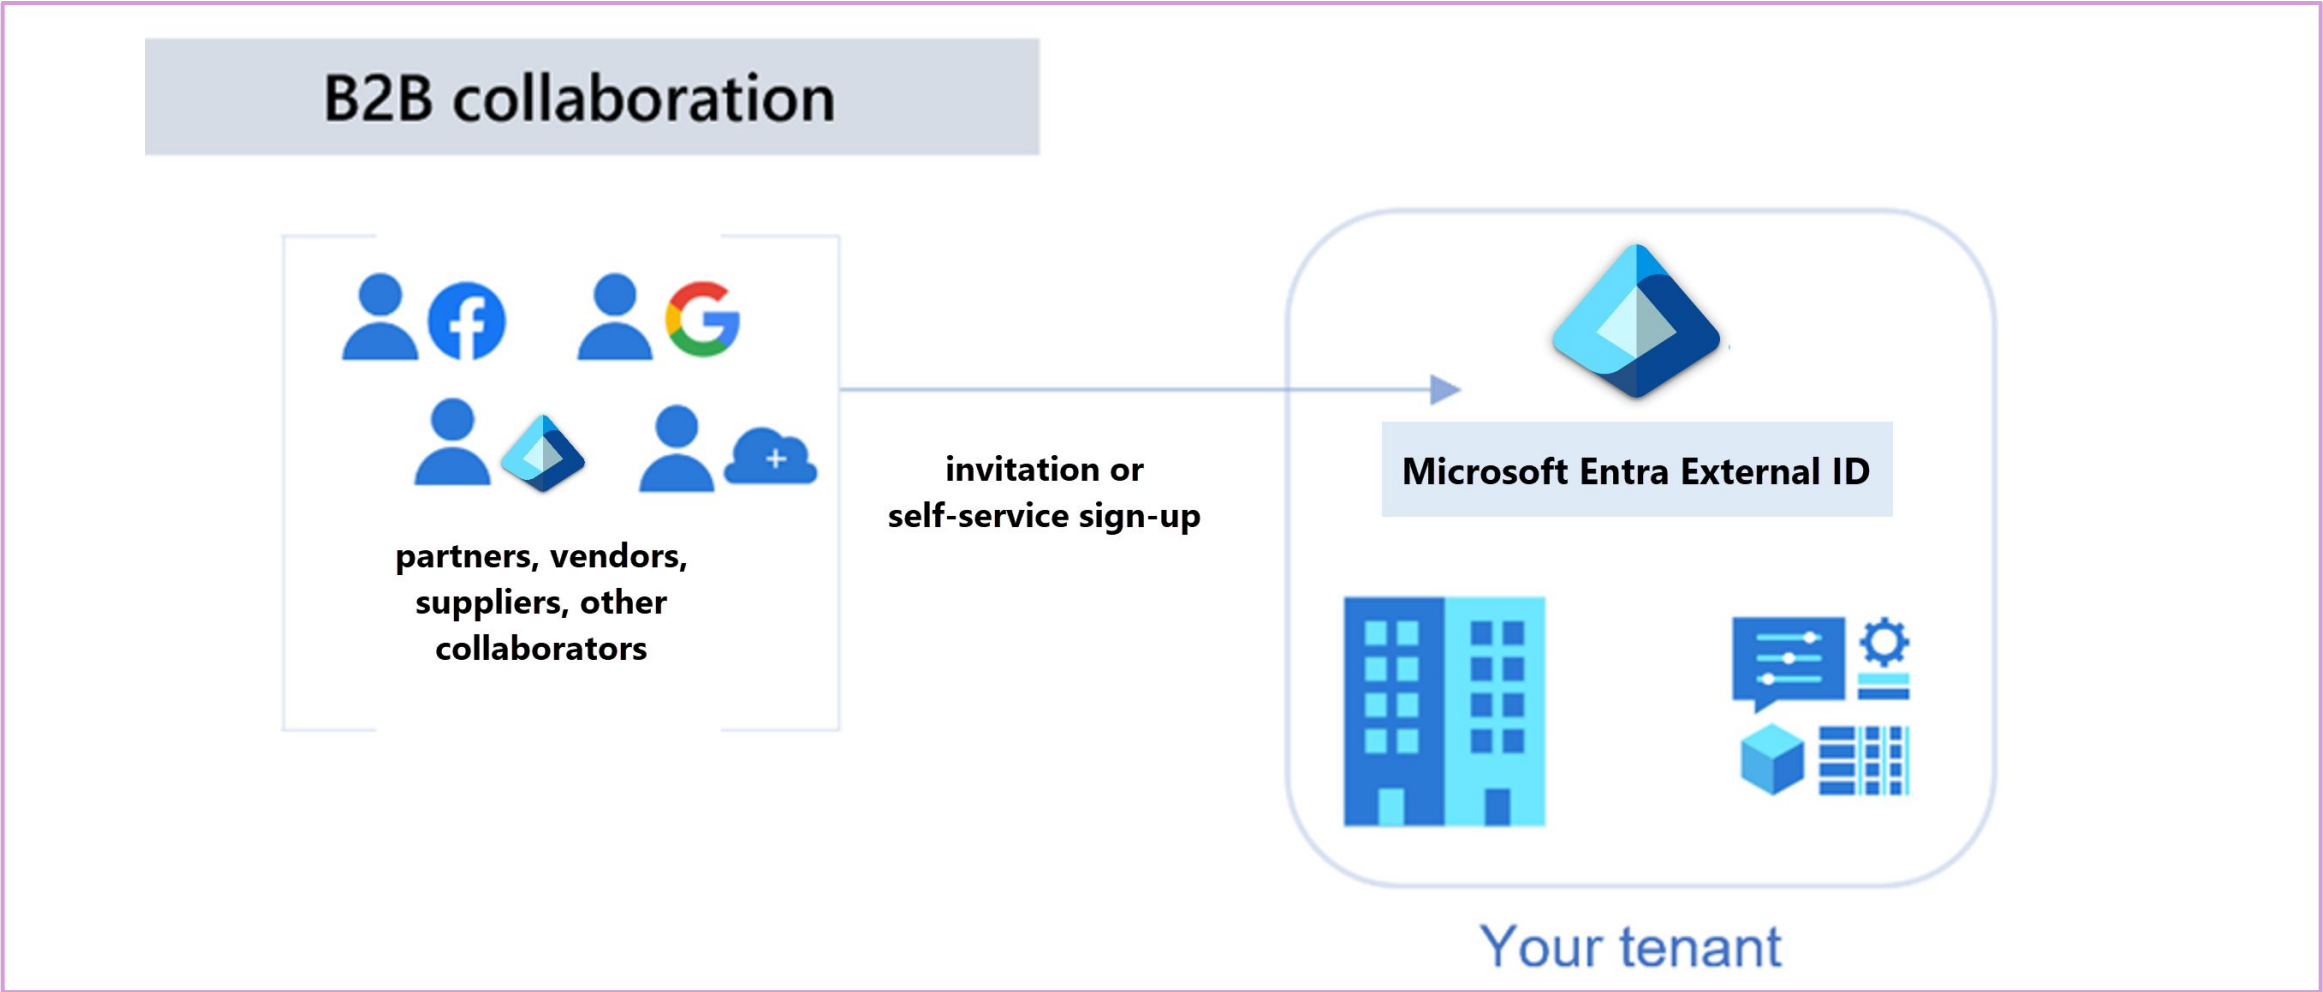 B2B collaboration
partners, vendors,
suppliers, other
collaborators
invitation or
self-service sign-up
Microsoft Entra External ID
Your tenant